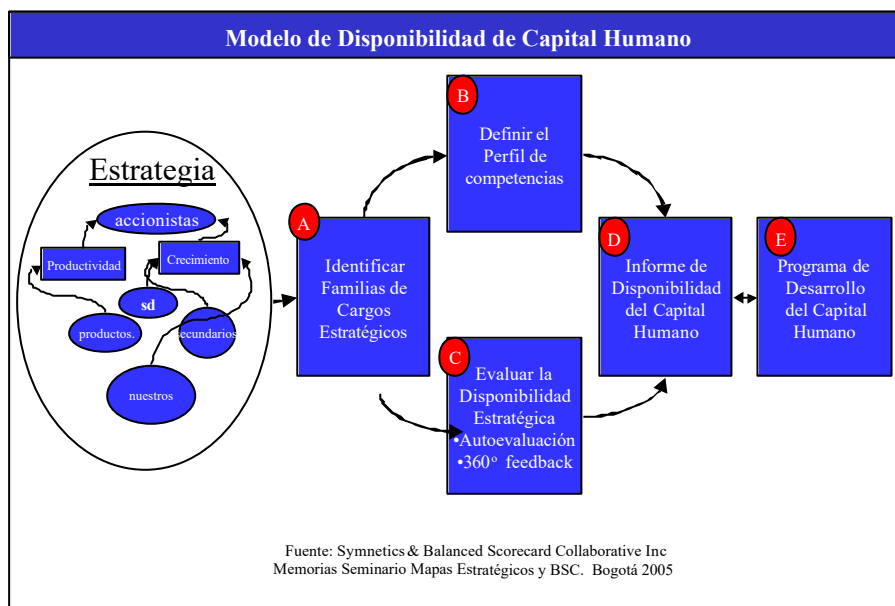 Modelo de Disponibilidad de Capital Humano
Estrategia
accionistas
Productividad
Crecimiento
sd
productos.
secundarios
nuestros
A
Identificar
Familias de
Cargos
Estratégicos
B
Definir el
Perfil de
competencias
C
Evaluar la
Disponibilidad
Estratégica
•Autoevaluación
•360º feedback
D
Informe de
Disponibilidad
del Capital
Humano
E
Programa de
Desarrollo
del Capital
Humano
Fuente: Symnetics & Balanced Scorecard Collaborative Inc
Memorias Seminario Mapas Estratégicos y BSC. Bogotá 2005